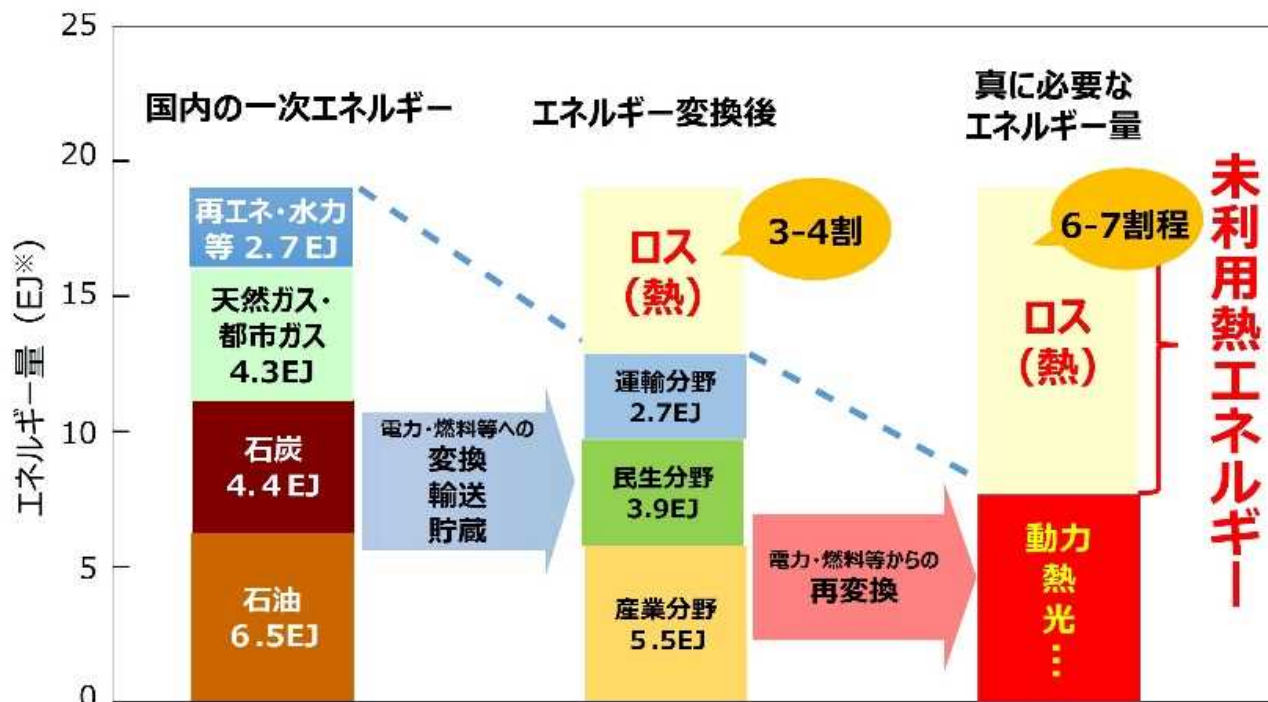 25
20
15
10
5
0
エネルギー量（EJ※）
国内の一次エネルギー
再エネ・水力
等 2.7EJ
天然ガス・
都市ガス
4.3EJ
石炭
4.4EJ
石油
6.5EJ
電力・燃料等への
変換
輸送
貯蔵
エネルギー変換後
ロス
(熱)
3-4割
運輸分野
2.7EJ
民生分野
3.9EJ
産業分野
5.5EJ
電力・燃料等からの
再変換
真に必要な
エネルギー量
6-7割程
ロス
(熱)
動力
熱
光
⋮
未利用熱エネルギー